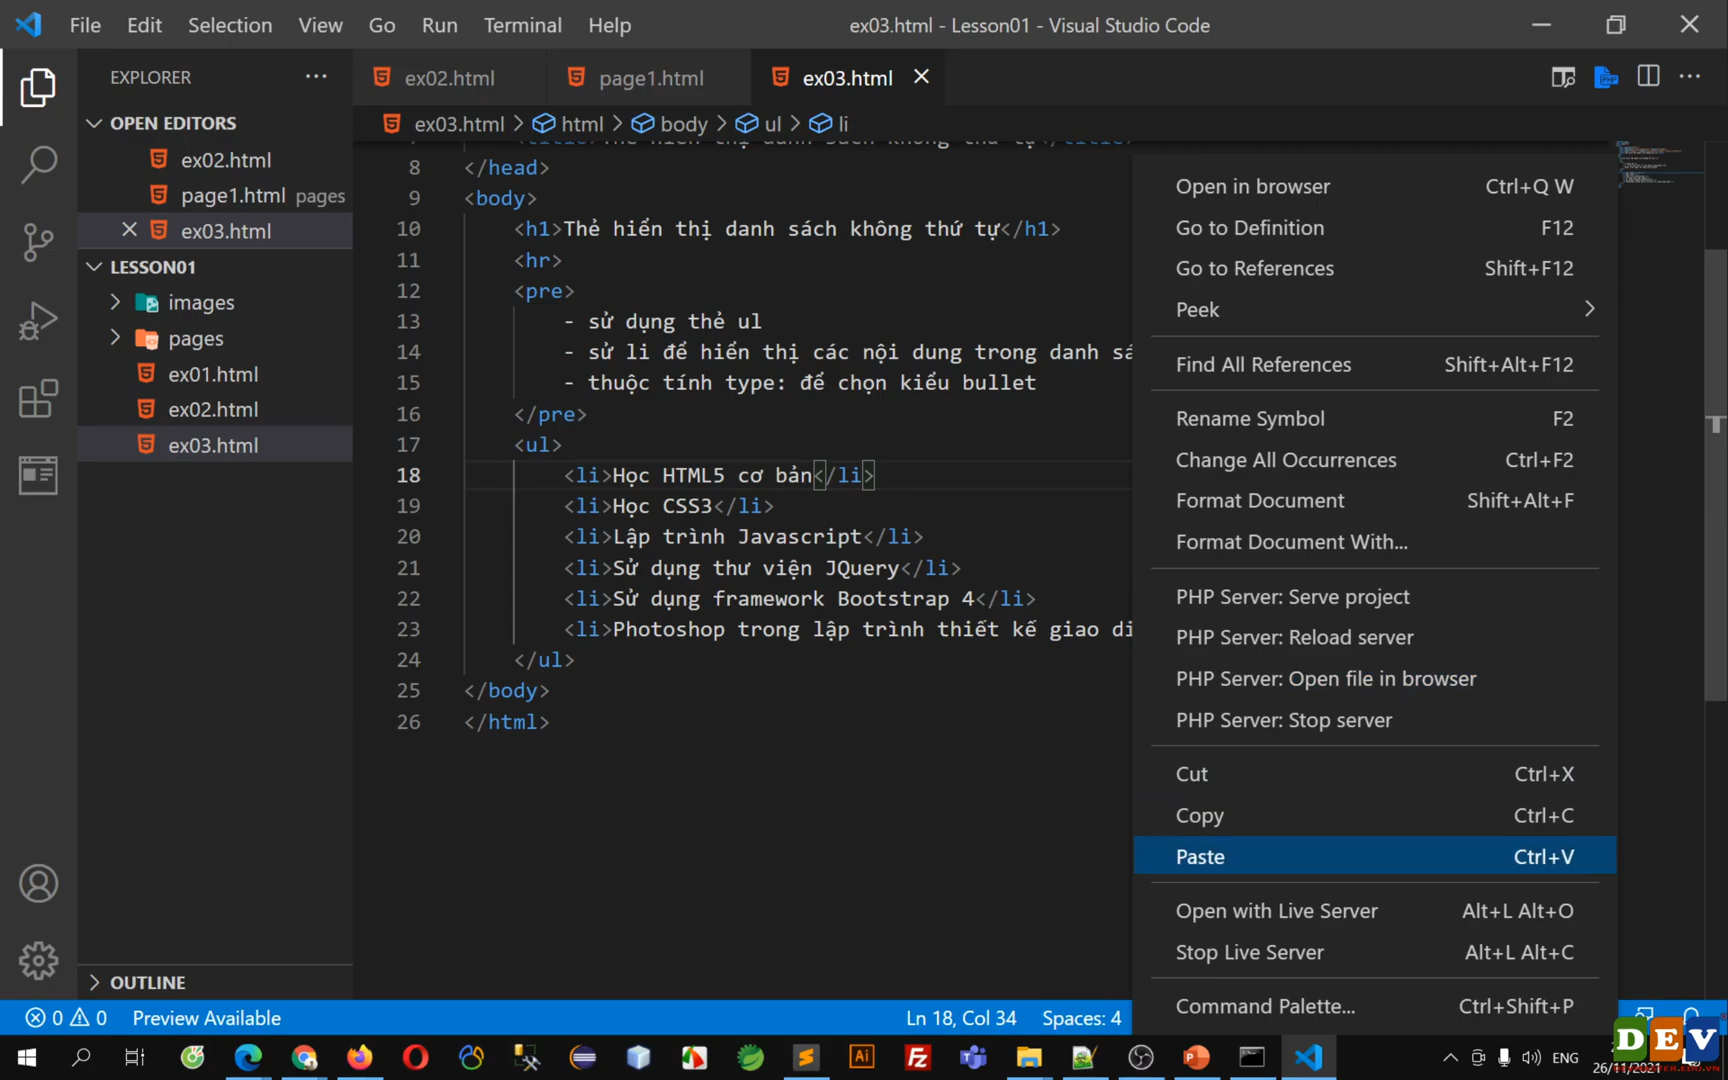 File Edit Selection View Go Run Terminal Help ex03.html - Lesson01 - Visual Studio Code
EXPLORER
ex02.html
page1.html
ex03.html
OPEN EDITORS
ex02.html
page1.html pages
ex03.html
LESSON01
images
pages
ex01.html
ex02.html
ex03.html
OUTLINE
ex03.html > html > body > ul > li
<title>Thẻ hiển thị danh sách không thứ tự</title>
8 </head>
9 <body>
10 <h1>Thẻ hiển thị danh sách không thứ tự</h1>
11 <hr>
12 <pre>
13 - sử dụng thẻ ul
14 - sử li để hiển thị các nội dung trong danh sá
15 - thuộc tính type: để chọn kiểu bullet
16 </pre>
17 <ul>
18 <li>Học HTML5 cơ bản</li>
19 <li>Học CSS3</li>
20 <li>Lập trình Javascript</li>
21 <li>Sử dụng thư viện JQuery</li>
22 <li>Sử dụng framework Bootstrap 4</li>
23 <li>Photoshop trong lập trình thiết kế giao di
24 </ul>
25 </body>
26 </html>
Open in browser Ctrl+Q W
Go to Definition F12
Go to References Shift+F12
Peek
Find All References Shift+Alt+F12
Rename Symbol F2
Change All Occurrences Ctrl+F2
Format Document Shift+Alt+F
Format Document With...
PHP Server: Serve project
PHP Server: Reload server
PHP Server: Open file in browser
PHP Server: Stop server
Cut Ctrl+X
Copy Ctrl+C
Paste Ctrl+V
Open with Live Server Alt+L Alt+O
Stop Live Server Alt+L Alt+C
Command Palette... Ctrl+Shift+P
0 0 Preview Available Ln 18, Col 34 Spaces: 4
ENG
26/11/2021
DEV